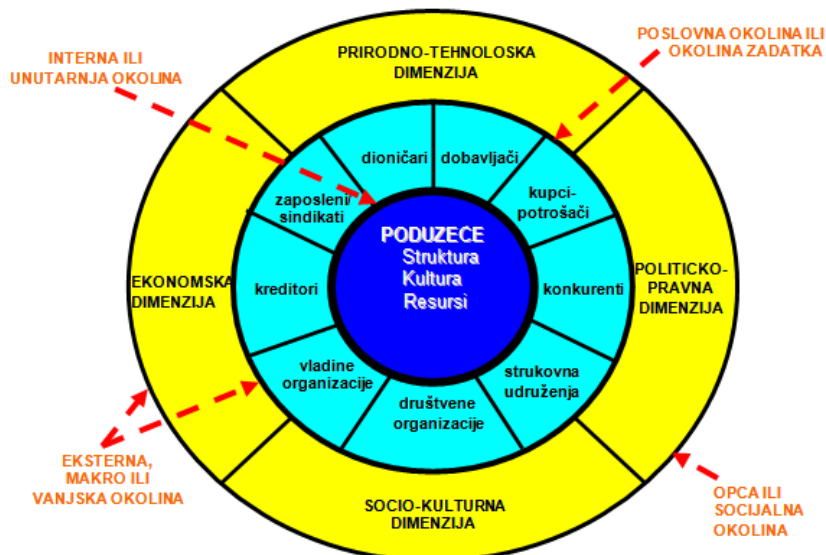 INTERNA ILI
UNUTARNJA OKOLINA
PRIRODNO-TEHNOLOSKA
DIMENZIJA
POSLOVNA OKOLINA ILI
OKOLINA ZADATKA
dioničari
dobavljači
zaposleni/
sindikati
kupci-
potrošači
PODUZECE
Struktura
Kultura
Resursi
EKONOMSKA
DIMENZIJA
kreditori
konkurenti
POLITICKO-
PRAVNA
DIMENZIJA
vladine
organizacije
društvene
organizacije
strukovna
udruženja
EKSTERNA,
MAKRO ILI
VANJSKA OKOLINA
SOCIO-KULTURNA
DIMENZIJA
OPCA ILI
SOCIJALNA
OKOLINA